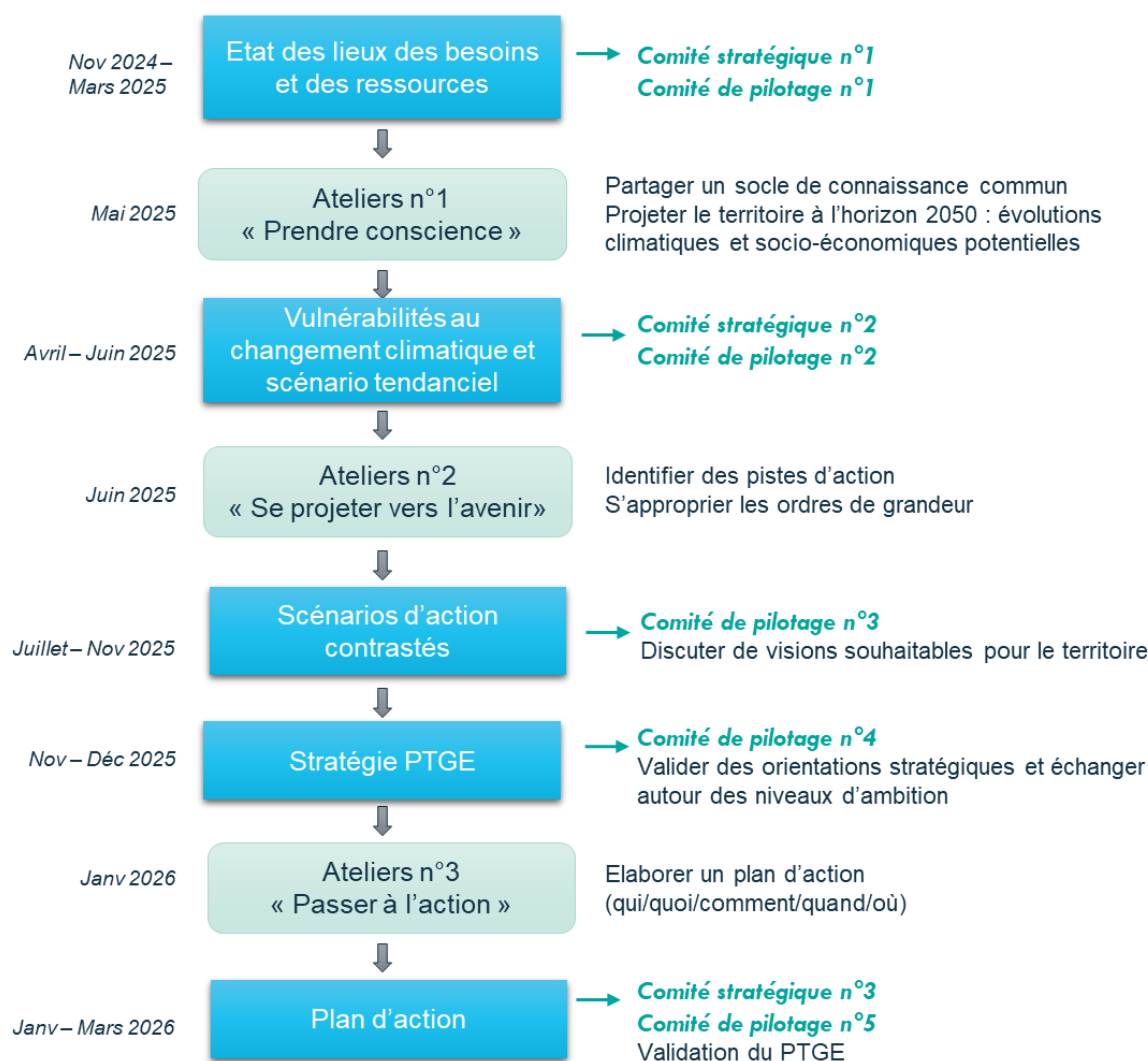 Nov 2024 –
Mars 2025
Etat des lieux des besoins
et des ressources
Comité stratégique n°1
Comité de pilotage n°1
Mai 2025
Ateliers n°1
« Prendre conscience »
Partager un socle de connaissance commun
Projeter le territoire à l’horizon 2050 : évolutions
climatiques et socio-économiques potentielles
Avril – Juin 2025
Vulnérabilités au
changement climatique et
scénario tendanciel
Comité stratégique n°2
Comité de pilotage n°2
Juin 2025
Ateliers n°2
« Se projeter vers l’avenir»
Identifier des pistes d’action
S’approprier les ordres de grandeur
Juillet – Nov 2025
Scénarios d’action
contrastés
Comité de pilotage n°3
Discuter de visions souhaitables pour le territoire
Nov – Déc 2025
Stratégie PTGE
Comité de pilotage n°4
Valider des orientations stratégiques et échanger
autour des niveaux d’ambition
Janv 2026
Ateliers n°3
« Passer à l’action »
Elaborer un plan d’action
(qui/quoi/comment/quand/où)
Janv – Mars 2026
Plan d’action
Comité stratégique n°3
Comité de pilotage n°5
Validation du PTGE